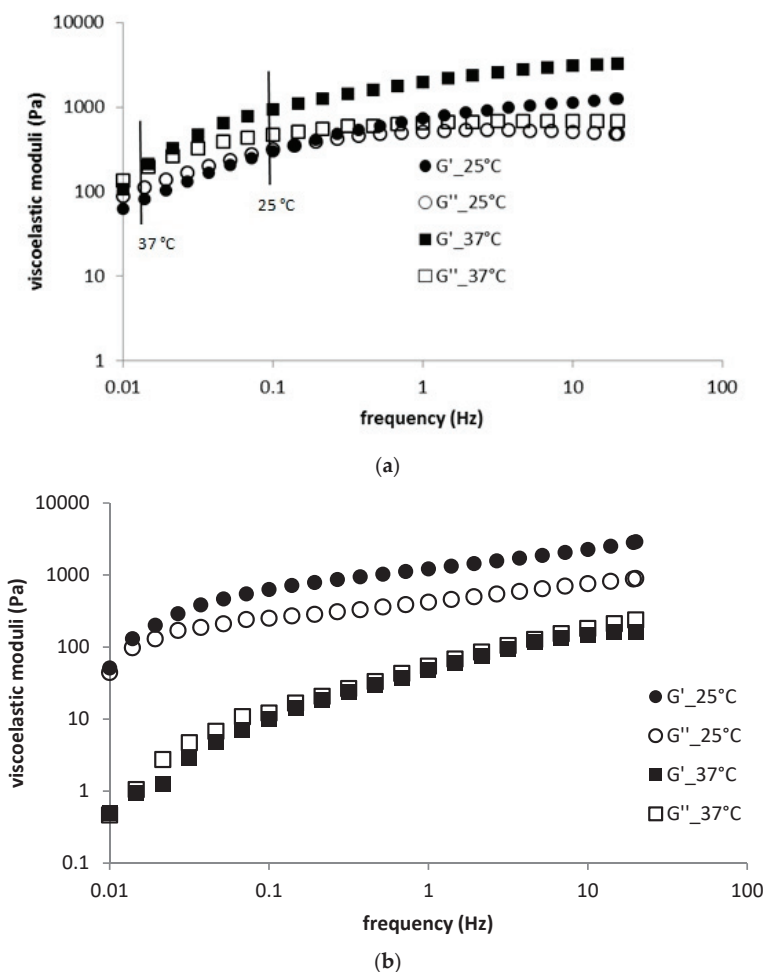 10000
1000
100
10
1
viscoelastic moduli (Pa)
37 °C
25 °C
● G'_25°C
○ G''_25°C
■ G'_37°C
□ G''_37°C
0.01 0.1 1 10 100
frequency (Hz)
(a)
10000
1000
100
10
1
0.1
viscoelastic moduli (Pa)
● G'_25°C
○ G''_25°C
■ G'_37°C
□ G''_37°C
0.01 0.1 1 10 100
frequency (Hz)
(b)